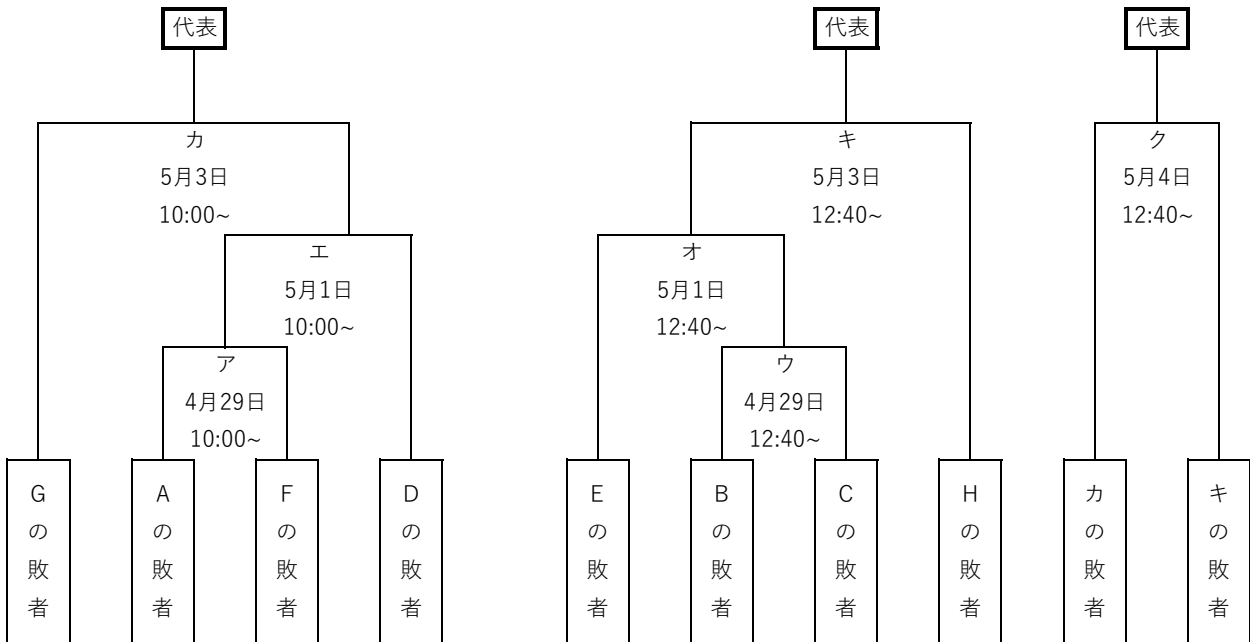 代表
代表
代表
カ
5月3日
10:00~
キ
5月3日
12:40~
ク
5月4日
12:40~
エ
5月1日
10:00~
オ
5月1日
12:40~
ア
4月29日
10:00~
ウ
4月29日
12:40~
Gの敗者
Aの敗者
Fの敗者
Dの敗者
Eの敗者
Bの敗者
Cの敗者
Hの敗者
カの敗者
キの敗者